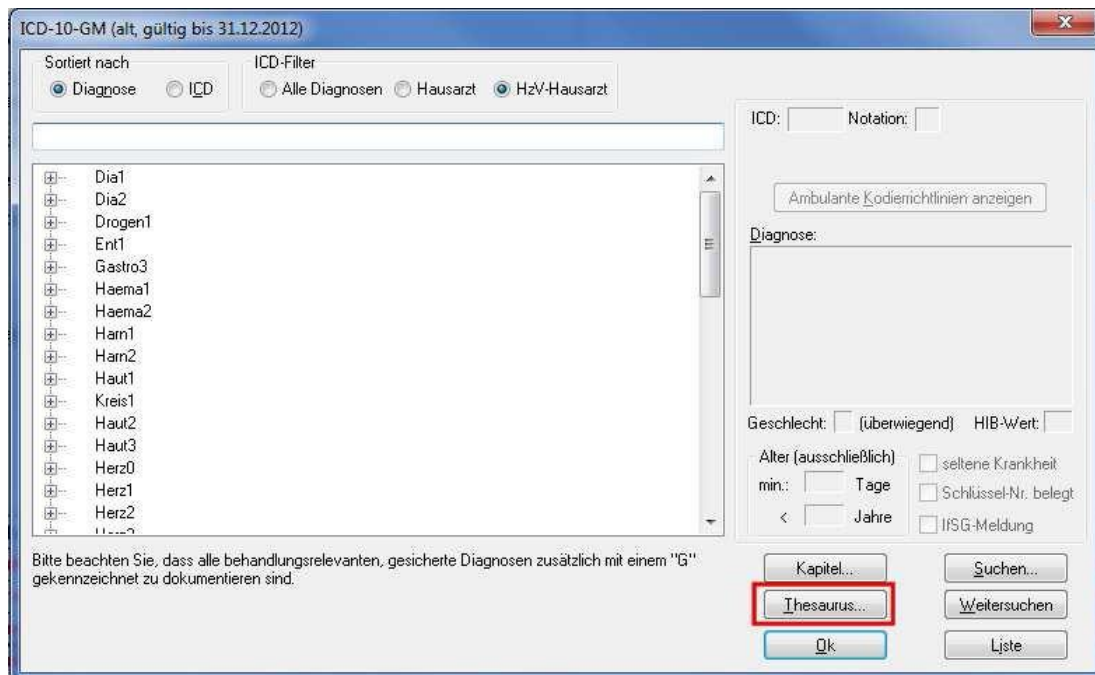 ICD-10-GM (alt, gültig bis 31.12.2012)
Sortiert nach
Diagnose ICD
ICD-Filter
Alle Diagnosen Hausarzt HzV-Hausarzt
Dia1
Dia2
Drogen1
Ent1
Gastro3
Haema1
Haema2
Harn1
Harn2
Haut1
Kreis1
Haut2
Haut3
Herz0
Herz1
Herz2
Bitte beachten Sie, dass alle behandlungsrelevanten, gesicherte Diagnosen zusätzlich mit einem "G"
gekennzeichnet zu dokumentieren sind.
ICD: Notation:
Ambulante Kodierrichtlinien anzeigen
Diagnose:
Geschlecht: (überwiegend) HIB-Wert:
Alter (ausschließlich)
min.: Tage
< Jahre
seltene Krankheit
Schlüssel-Nr. belegt
IfSG-Meldung
Kapitel... Suchen...
Thesaurus... Weitersuchen
Ok Liste